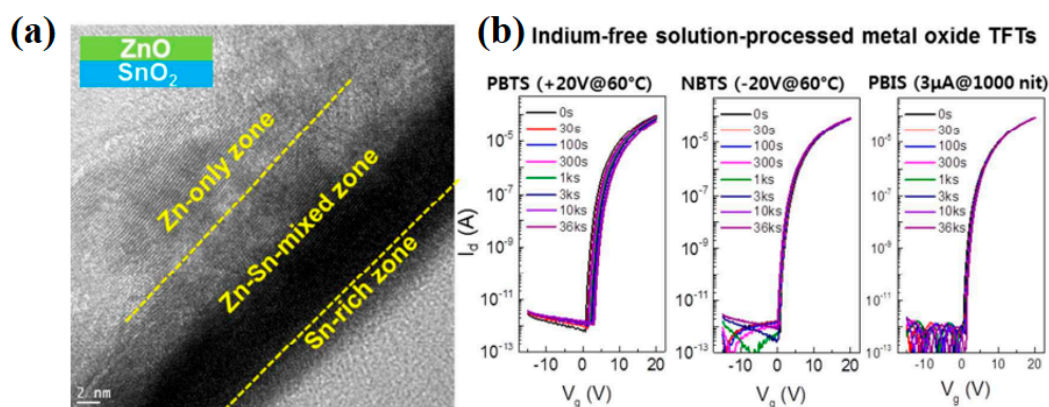 (a)
ZnO
SnO₂
Zn-only zone
Zn-Sn-mixed zone
Sn-rich zone
2 nm
(b) Indium-free solution-processed metal oxide TFTs
PBTS (+20V@60°C)
NBTS (-20V@60°C)
PBIS (3μA@1000 nit)
I_d (A)
10⁻⁵
10⁻⁷
10⁻⁹
10⁻¹¹
10⁻¹³
0s
30s
100s
300s
1ks
3ks
10ks
36ks
-10 0 10 20
V_g (V)
10⁻⁵
10⁻⁷
10⁻⁹
10⁻¹¹
10⁻¹³
0s
30s
100s
300s
1ks
3ks
10ks
36ks
-10 0 10 20
V_g (V)
10⁻⁵
10⁻⁷
10⁻⁹
10⁻¹¹
10⁻¹³
0s
30s
100s
300s
1ks
3ks
10ks
36ks
-10 0 10 20
V_g (V)